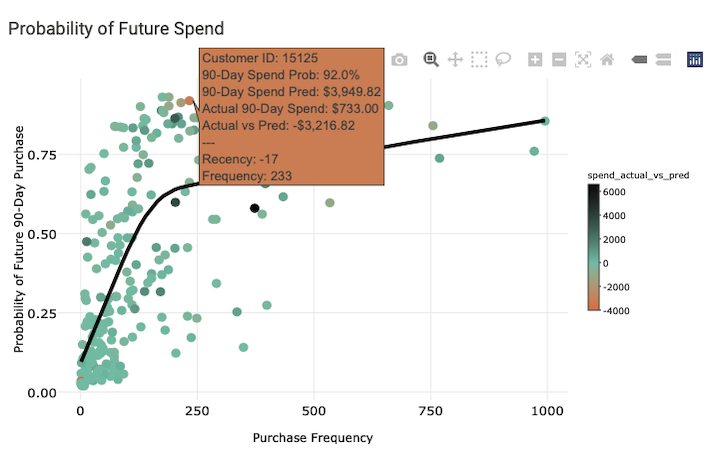 Probability of Future Spend
Customer ID: 15125
90-Day Spend Prob: 92.0%
90-Day Spend Pred: $3,949.82
Actual 90-Day Spend: $733.00
Actual vs Pred: -$3,216.82
---
Recency: -17
Frequency: 233
Probability of Future 90-Day Purchase
0.75
0.50
0.25
0.00
0
250
500
750
1000
Purchase Frequency
spend_actual_vs_pred
6000
4000
2000
0
-2000
-4000